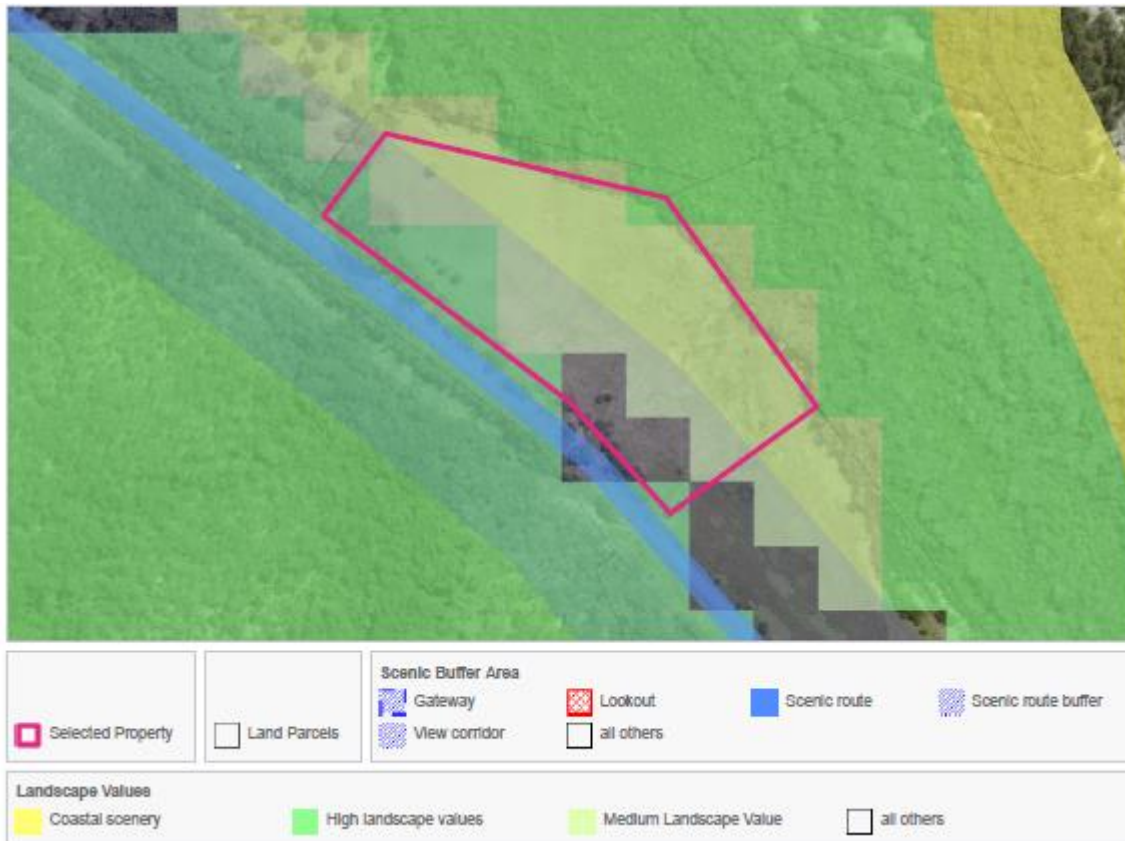 Scenic Buffer Area
Gateway Lookout Scenic route Scenic route buffer
Selected Property Land Parcels View corridor all others
Landscape Values
Coastal scenery High landscape values Medium Landscape Value all others